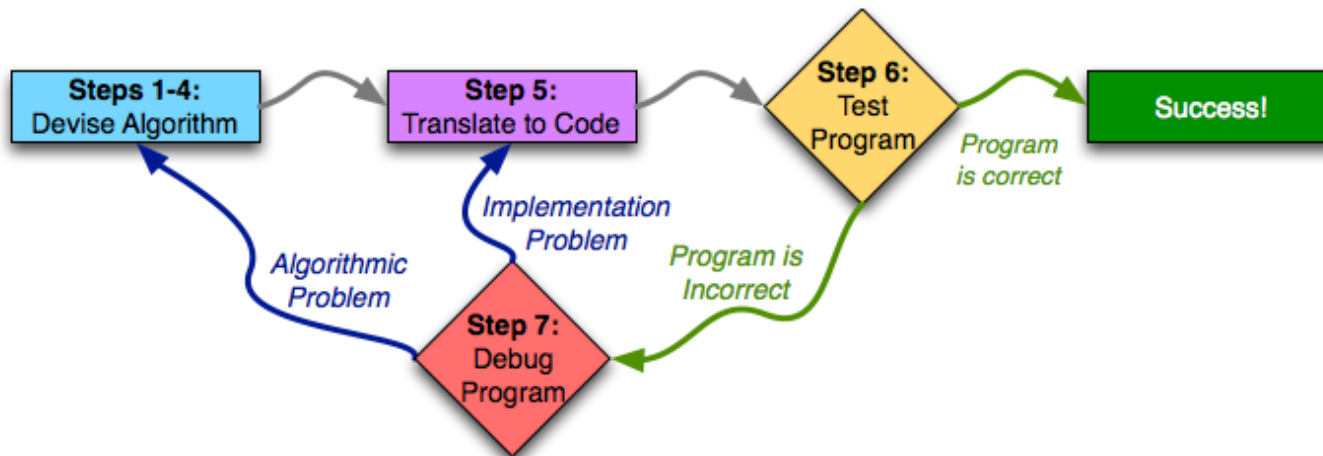 Steps 1-4:
Devise Algorithm
Step 5:
Translate to Code
Step 6:
Test
Program
Success!
Program
is correct
Implementation
Problem
Program is
Incorrect
Algorithmic
Problem
Step 7:
Debug
Program